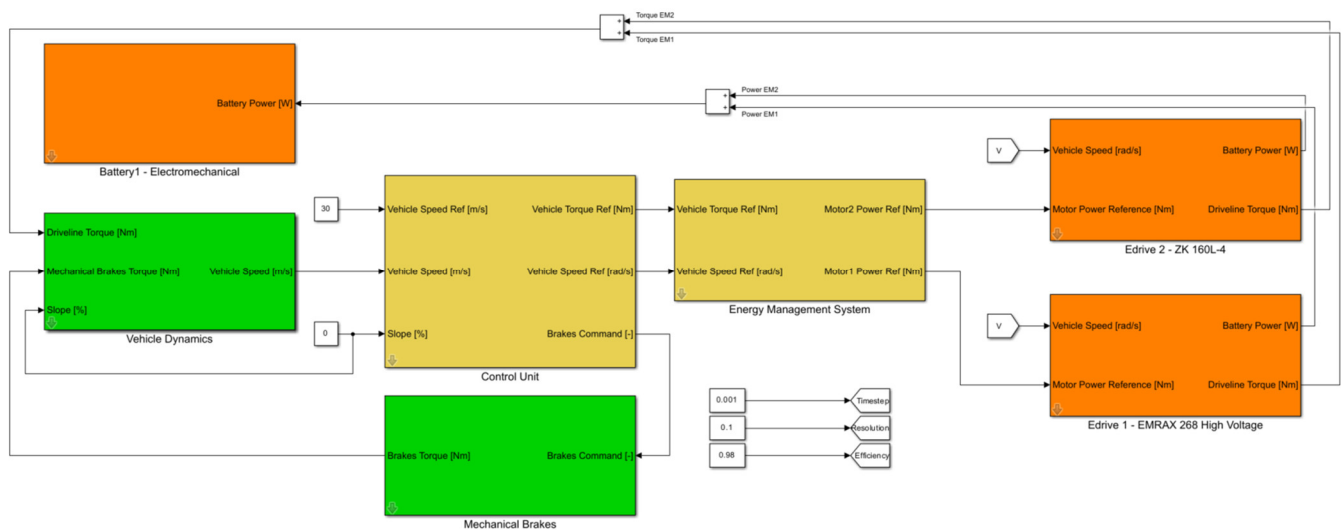 Torque EM2
+
+
Torque EM1
Battery Power [W]
Battery1 - Electromechanical
Power EM2
+
+
Power EM1
V
Vehicle Speed [rad/s]
Battery Power [W]
Motor Power Reference [Nm]
Driveline Torque [Nm]
Edrive 2 - ZK 160L-4
30
Vehicle Speed Ref [m/s]
Vehicle Torque Ref [Nm]
Vehicle Speed [m/s]
Vehicle Speed Ref [rad/s]
0
Slope [%]
Brakes Command [-]
Control Unit
Vehicle Torque Ref [Nm]
Motor2 Power Ref [Nm]
Vehicle Speed Ref [rad/s]
Motor1 Power Ref [Nm]
Energy Management System
Driveline Torque [Nm]
Mechanical Brakes Torque [Nm]
Vehicle Speed [m/s]
Slope [%]
Vehicle Dynamics
V
Vehicle Speed [rad/s]
Battery Power [W]
Motor Power Reference [Nm]
Driveline Torque [Nm]
Edrive 1 - EMRAX 268 High Voltage
0.001
Timestep
0.1
Resolution
0.98
Efficiency
Brakes Torque [Nm]
Brakes Command [-]
Mechanical Brakes